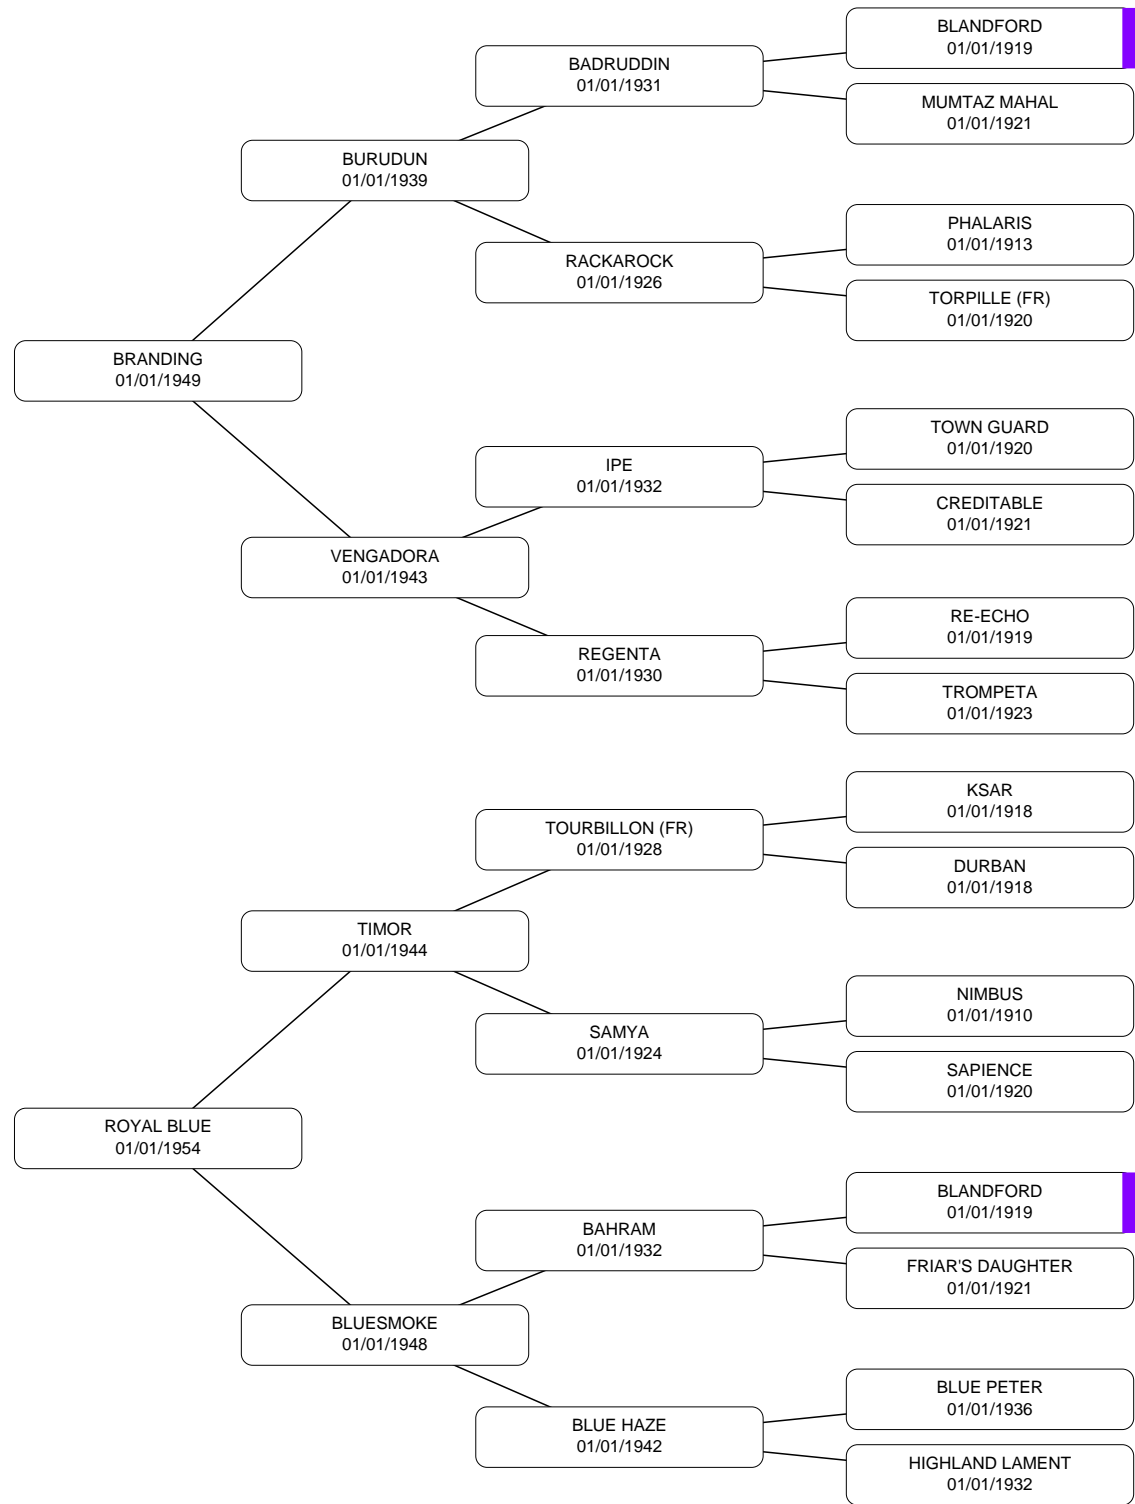 BLANDFORD
01/01/1919
BADRUDDIN
01/01/1931
MUMTAZ MAHAL
01/01/1921
BURUDUN
01/01/1939
PHALARIS
01/01/1913
RACKAROCK
01/01/1926
TORPILLE (FR)
01/01/1920
BRANDING
01/01/1949
TOWN GUARD
01/01/1920
IPE
01/01/1932
CREDITABLE
01/01/1921
VENGADORA
01/01/1943
RE-ECHO
01/01/1919
REGENTA
01/01/1930
TROMPETA
01/01/1923
KSAR
01/01/1918
TOURBILLON (FR)
01/01/1928
DURBAN
01/01/1918
TIMOR
01/01/1944
NIMBUS
01/01/1910
SAMYA
01/01/1924
SAPIENCE
01/01/1920
ROYAL BLUE
01/01/1954
BLANDFORD
01/01/1919
BAHRAM
01/01/1932
FRIAR'S DAUGHTER
01/01/1921
BLUESMOKE
01/01/1948
BLUE PETER
01/01/1936
BLUE HAZE
01/01/1942
HIGHLAND LAMENT
01/01/1932